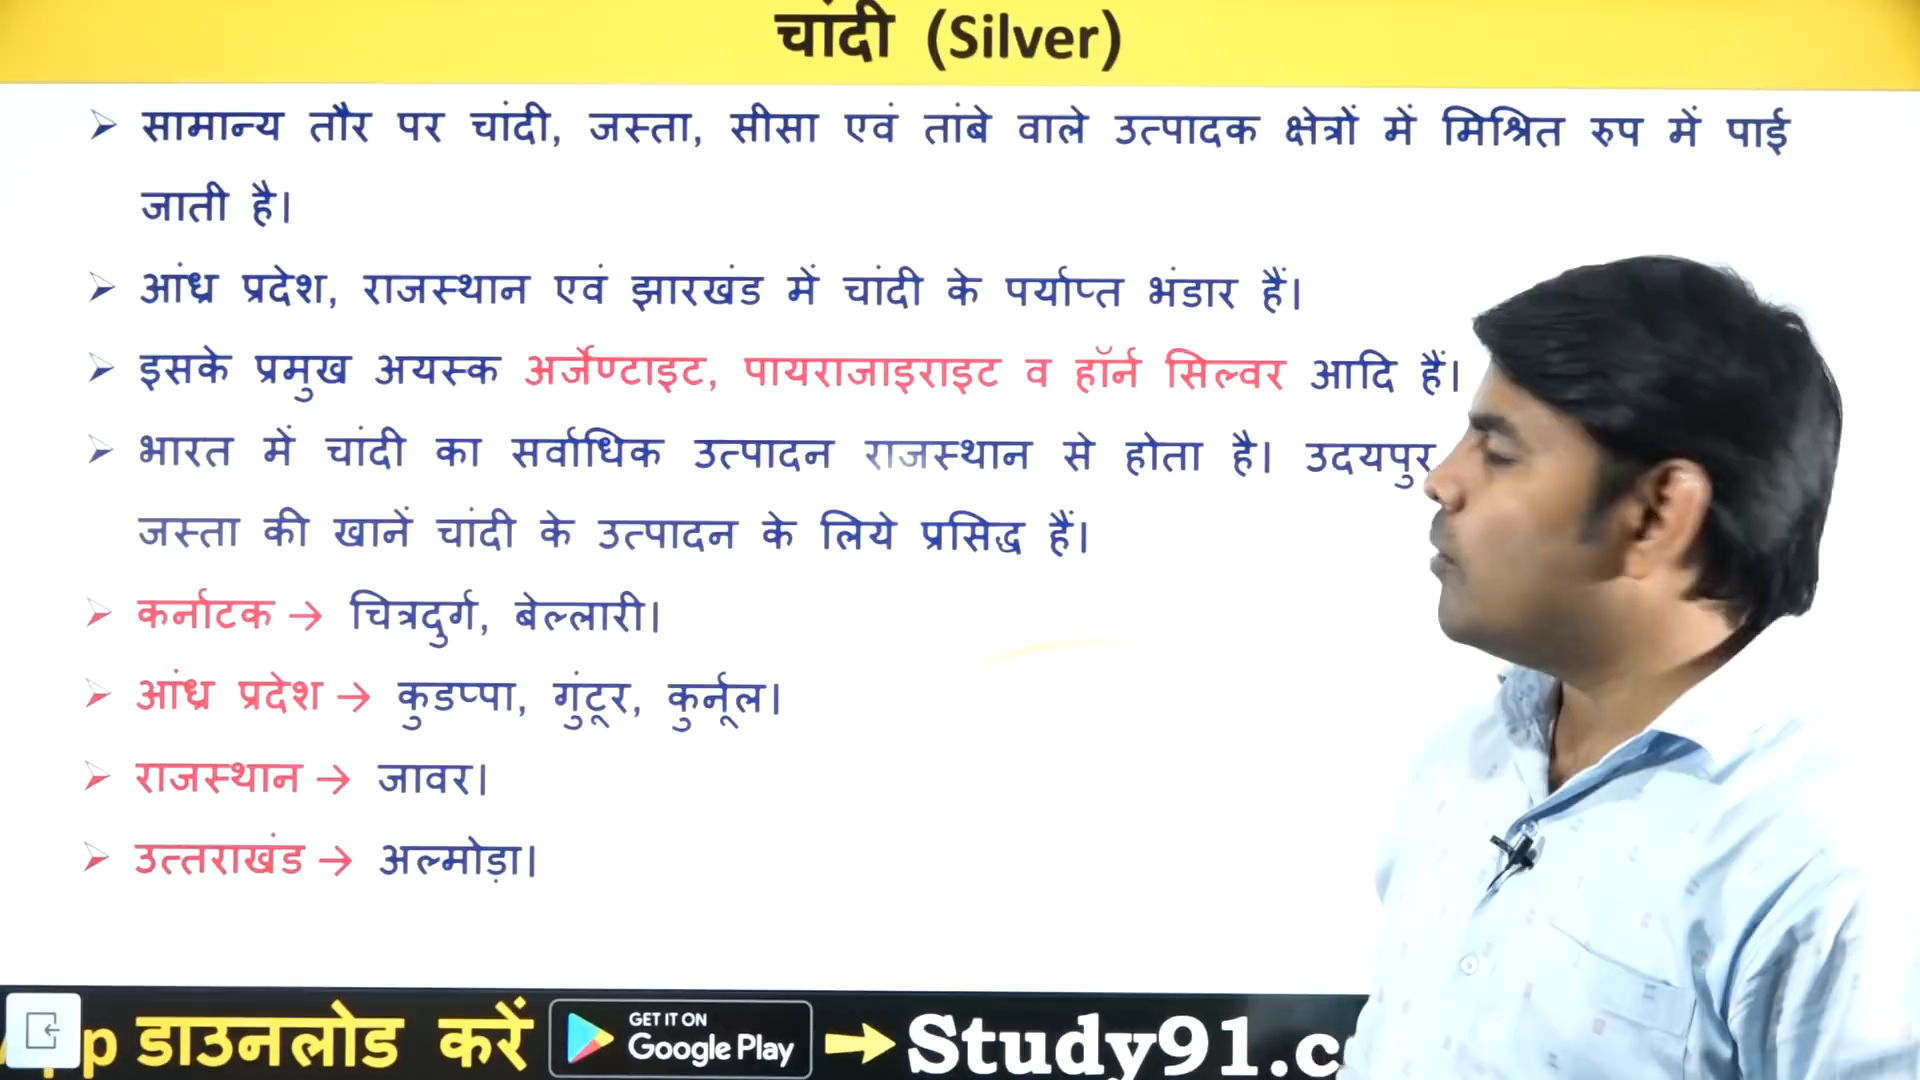 चांदी (Silver)
सामान्य तौर पर चांदी, जस्ता, सीसा एवं तांबे वाले उत्पादक क्षेत्रों में मिश्रित रुप में पाई
जाती है।
आंध्र प्रदेश, राजस्थान एवं झारखंड में चांदी के पर्याप्त भंडार हैं।
इसके प्रमुख अयस्क अर्जेण्टाइट, पायराजाइराइट व हॉर्न सिल्वर आदि हैं।
भारत में चांदी का सर्वाधिक उत्पादन राजस्थान से होता है। उदयपुर
जस्ता की खानें चांदी के उत्पादन के लिये प्रसिद्ध हैं।
कर्नाटक → चित्रदुर्ग, बेल्लारी।
आंध्र प्रदेश → कुडप्पा, गुंटूर, कुर्नूल।
राजस्थान → जावर।
उत्तराखंड → अल्मोड़ा।
डाउनलोड करें GET IT ON Google Play → Study91.c